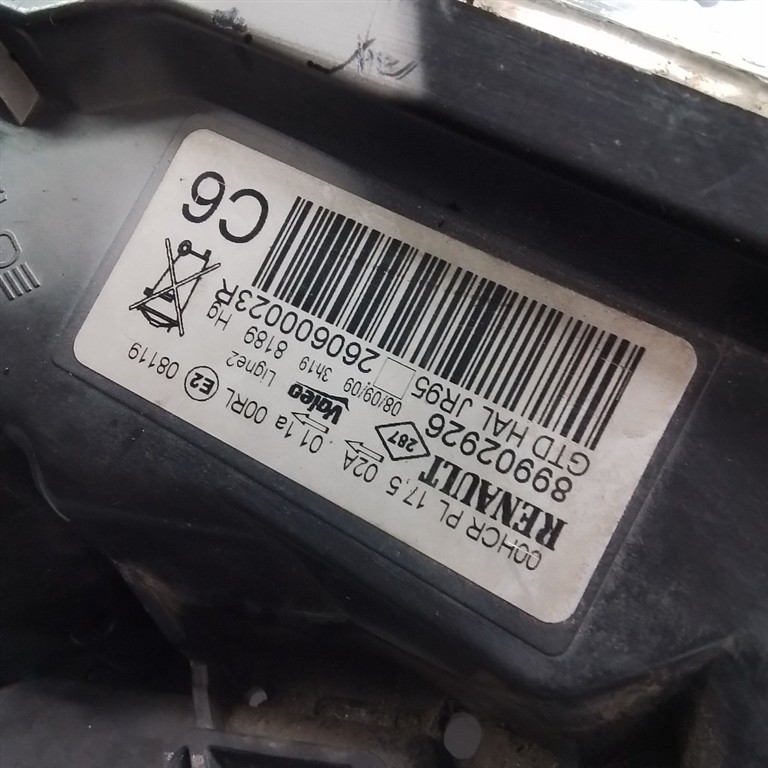 00HCR PL 17,5 02A 01 1a 00RL E2 08119
RENAULT 287 Valeo Ligne2 Hg
89902926 08/09/09 3h19 8189
GTD HAL JR95 260600023R
C6